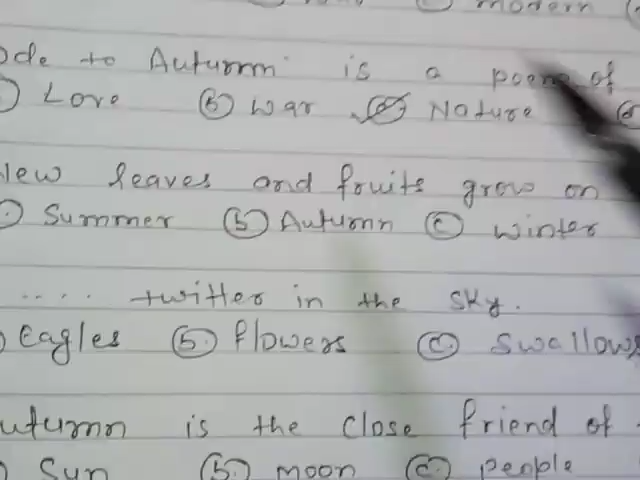 modern
ode to Autumn is a poem of
Love (b) war (c) Nature (d)
New leaves and fruits grow on
Summer (b) Autumn (c) winter
.... twitter in the sky.
Eagles (b.) flowers (c.) swallows
utumn is the close friend of
Sun (b.) moon (c.) people